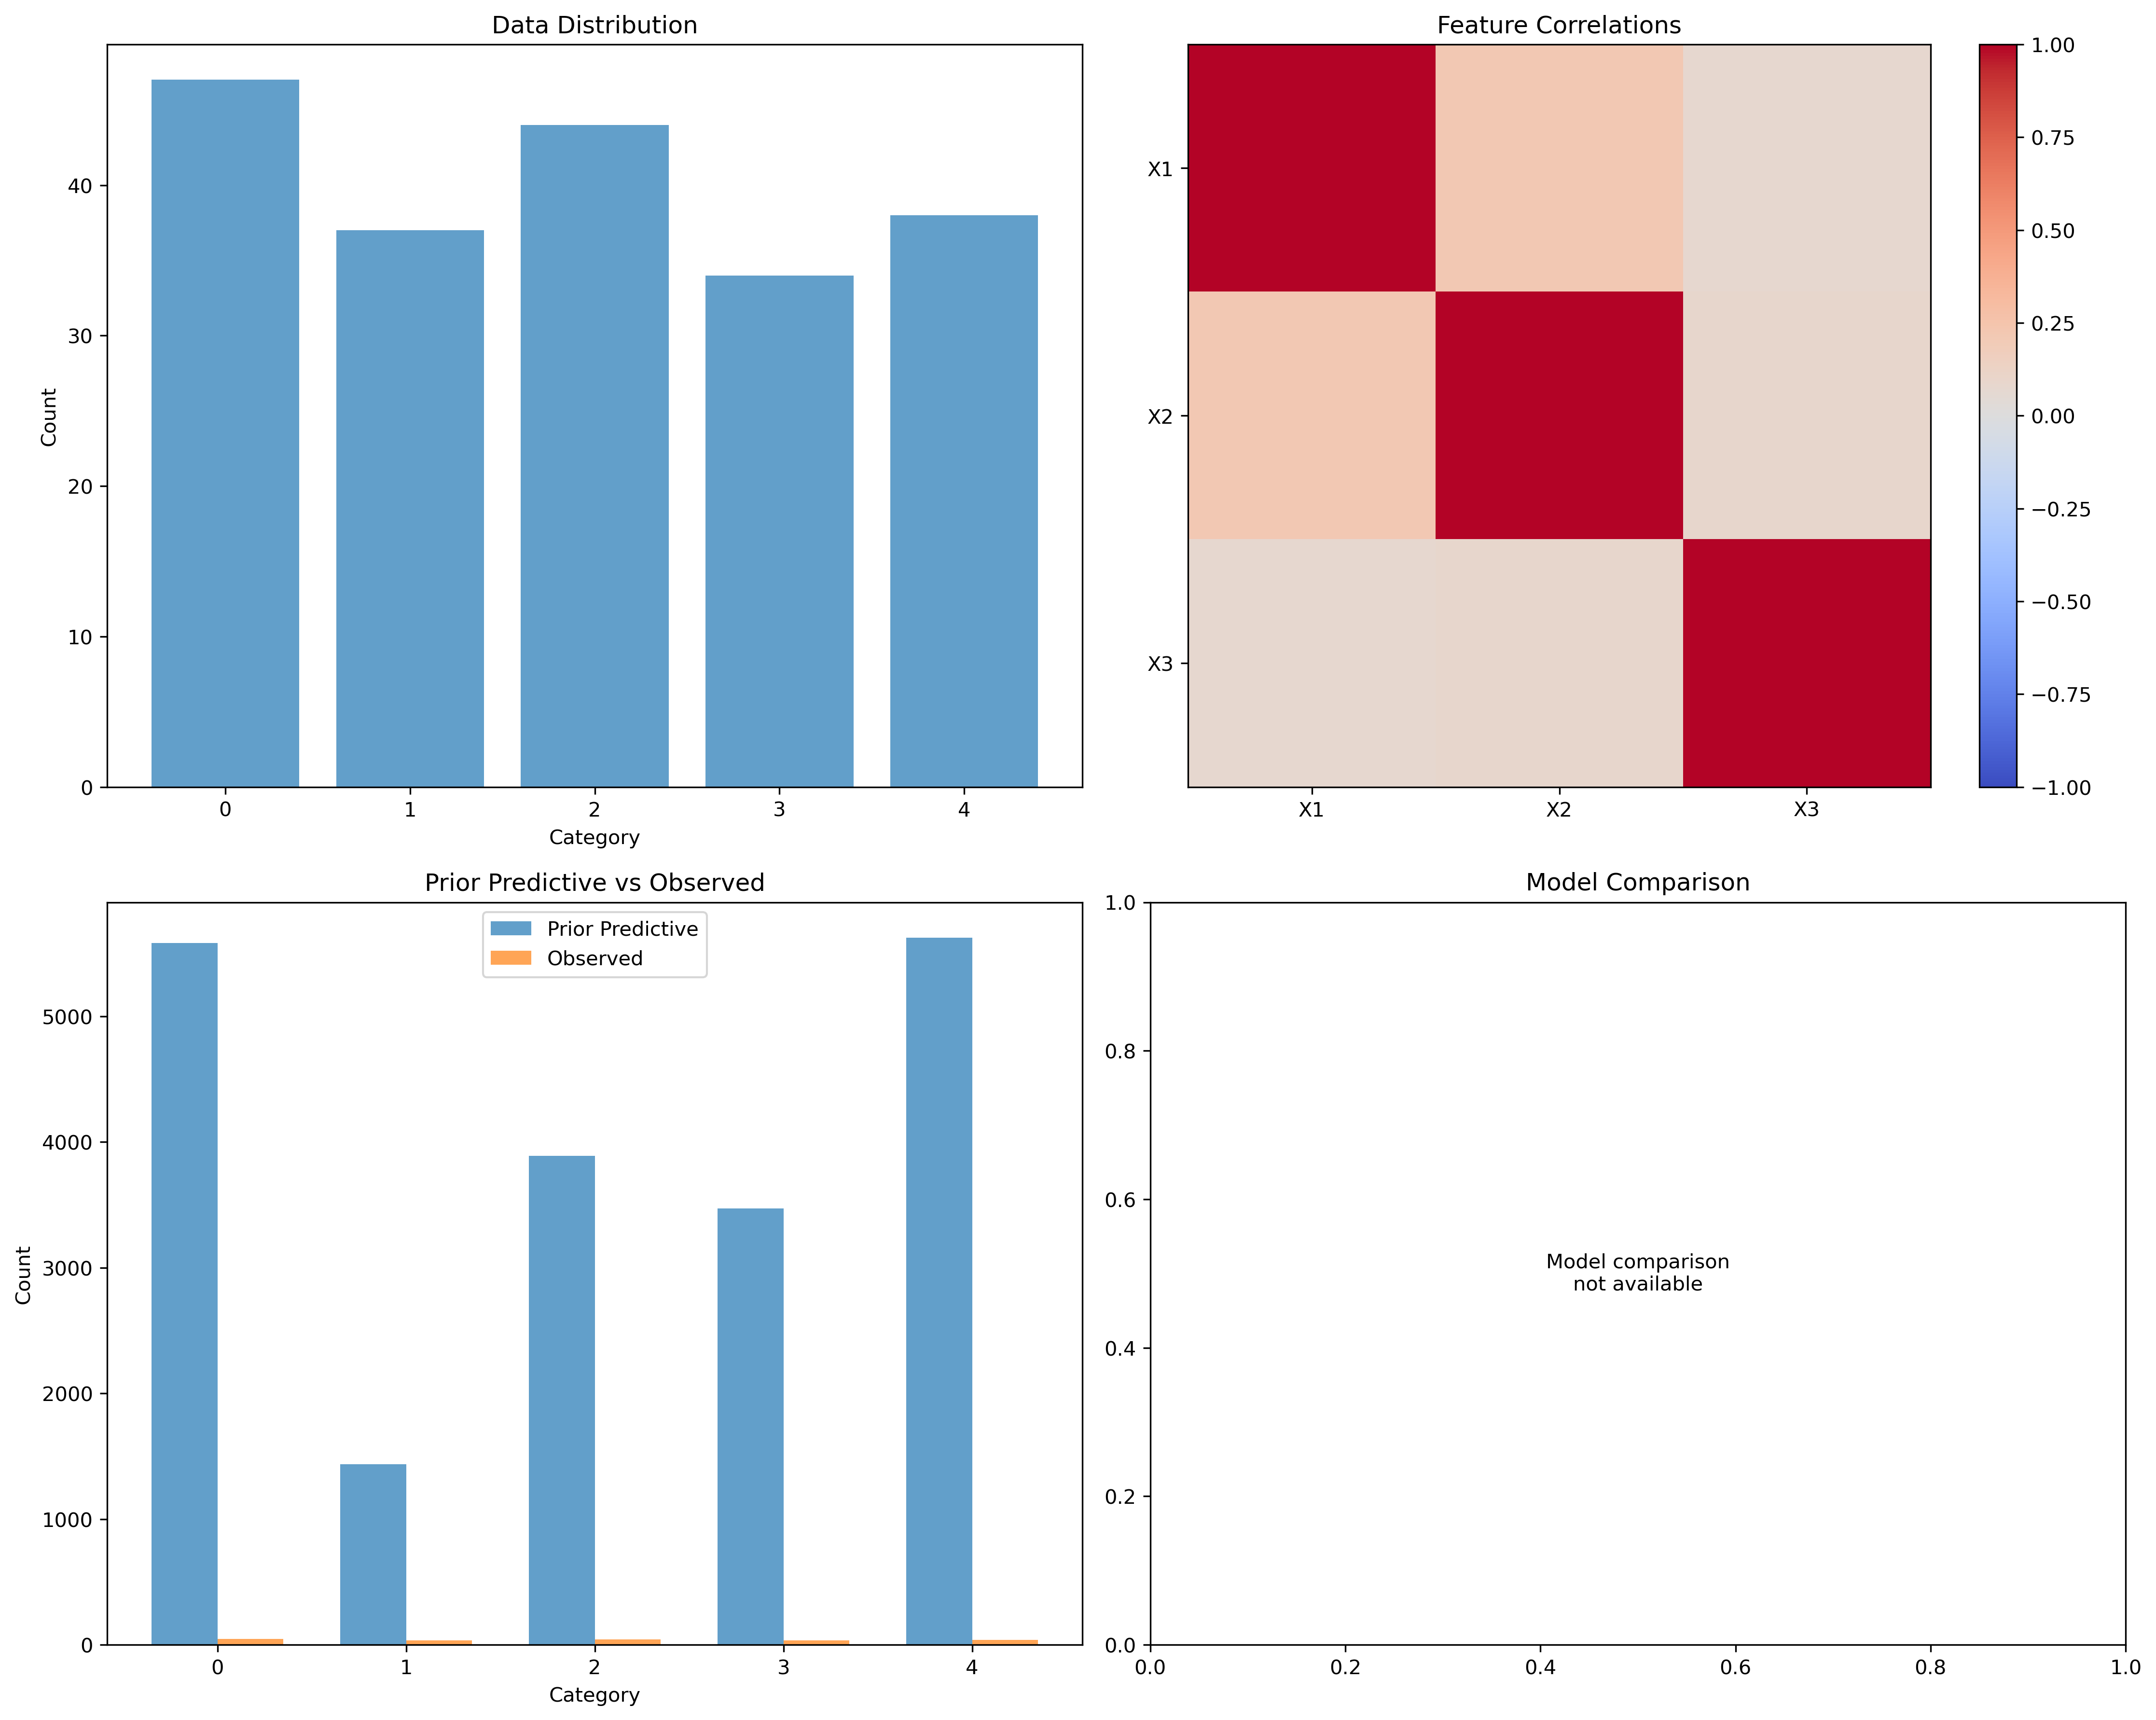 Data Distribution
Count
40
30
20
10
0
0 1 2 3 4
Category
Feature Correlations
X1
X2
X3
X1 X2 X3
1.00
0.75
0.50
0.25
0.00
−0.25
−0.50
−0.75
−1.00
Prior Predictive vs Observed
Prior Predictive
Observed
Count
5000
4000
3000
2000
1000
0
0 1 2 3 4
Category
Model Comparison
1.0
0.8
0.6
0.4
0.2
0.0
Model comparison
not available
0.0 0.2 0.4 0.6 0.8 1.0